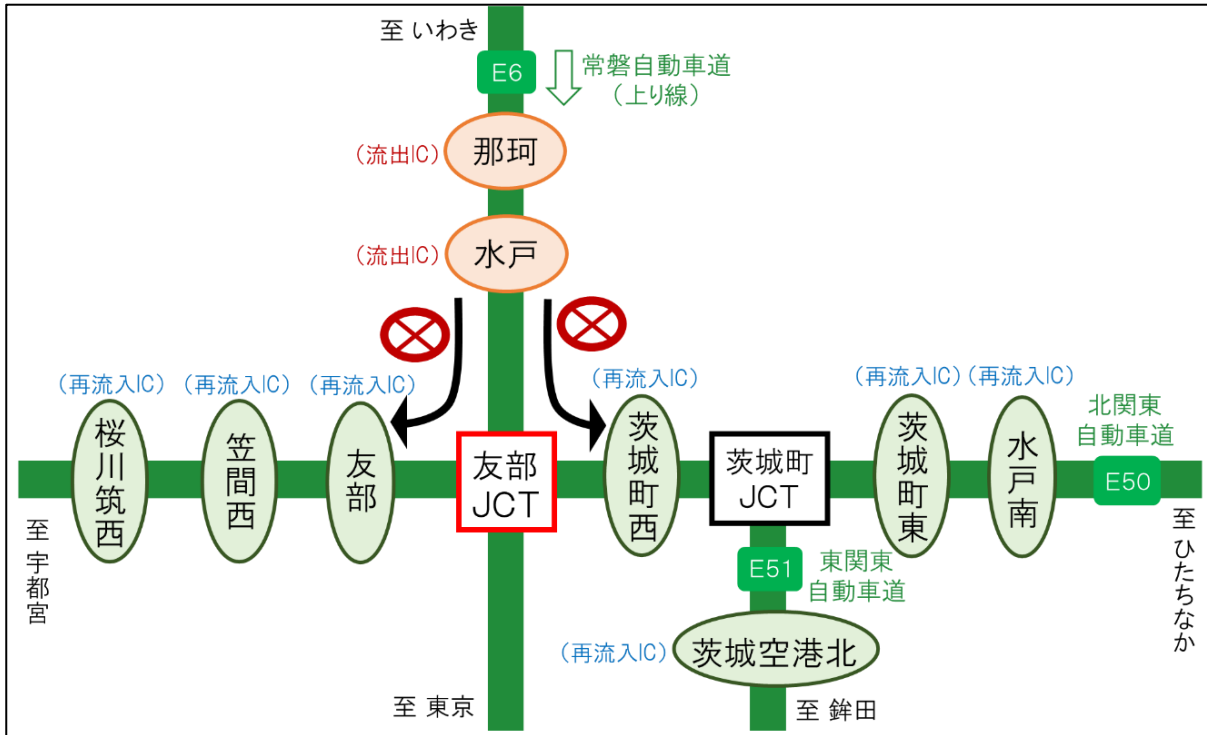 至 いわき
E6
常磐自動車道
（上り線）
（流出IC）
那珂
（流出IC）
水戸
（再流入IC）
（再流入IC）
（再流入IC）
（再流入IC）
（再流入IC）
（再流入IC）
桜川筑西
笠間西
友部
友部
JCT
茨城町西
茨城町
JCT
茨城町東
水戸南
北関東
自動車道
E50
至 宇都宮
E51
東関東
自動車道
至 ひたちなか
（再流入IC）
茨城空港北
至 東京
至 鉾田